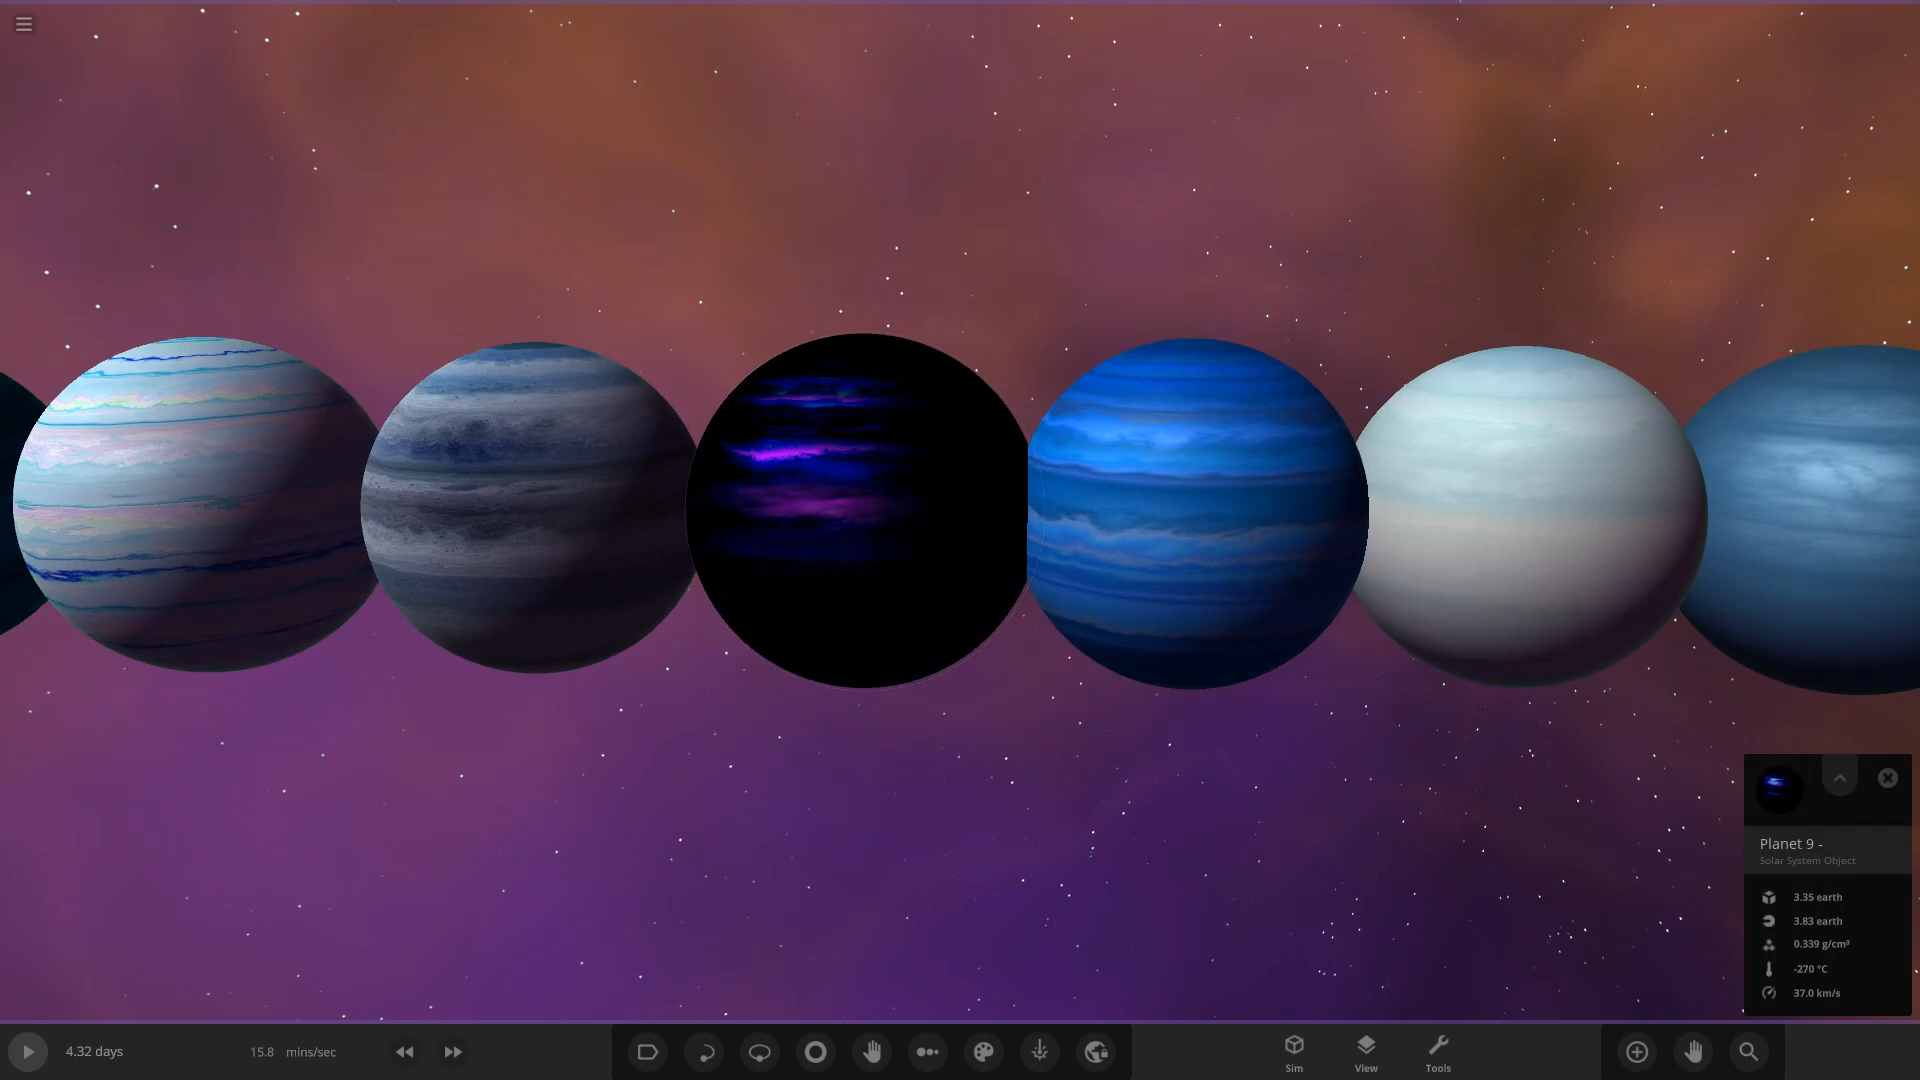 Planet 9 -
Solar System Object
3.35 earth
3.83 earth
0.339 g/cm³
-270 °C
37.0 km/s
4.32 days
15.8 mins/sec
Sim
View
Tools